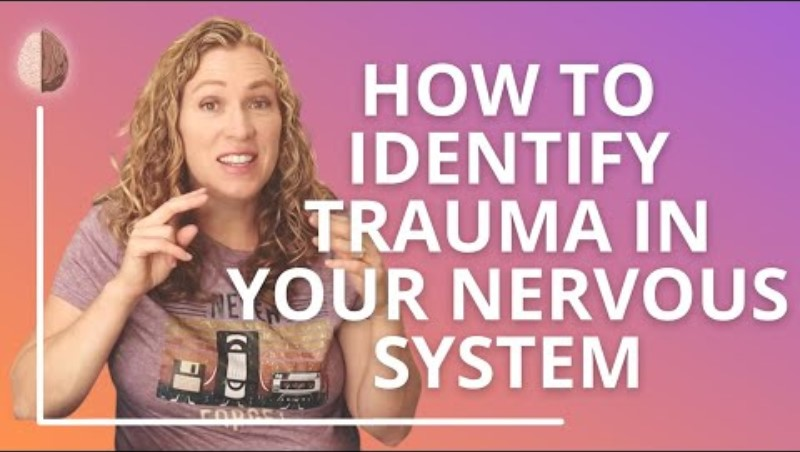 HOW TO
IDENTIFY
TRAUMA IN
YOUR NERVOUS
SYSTEM